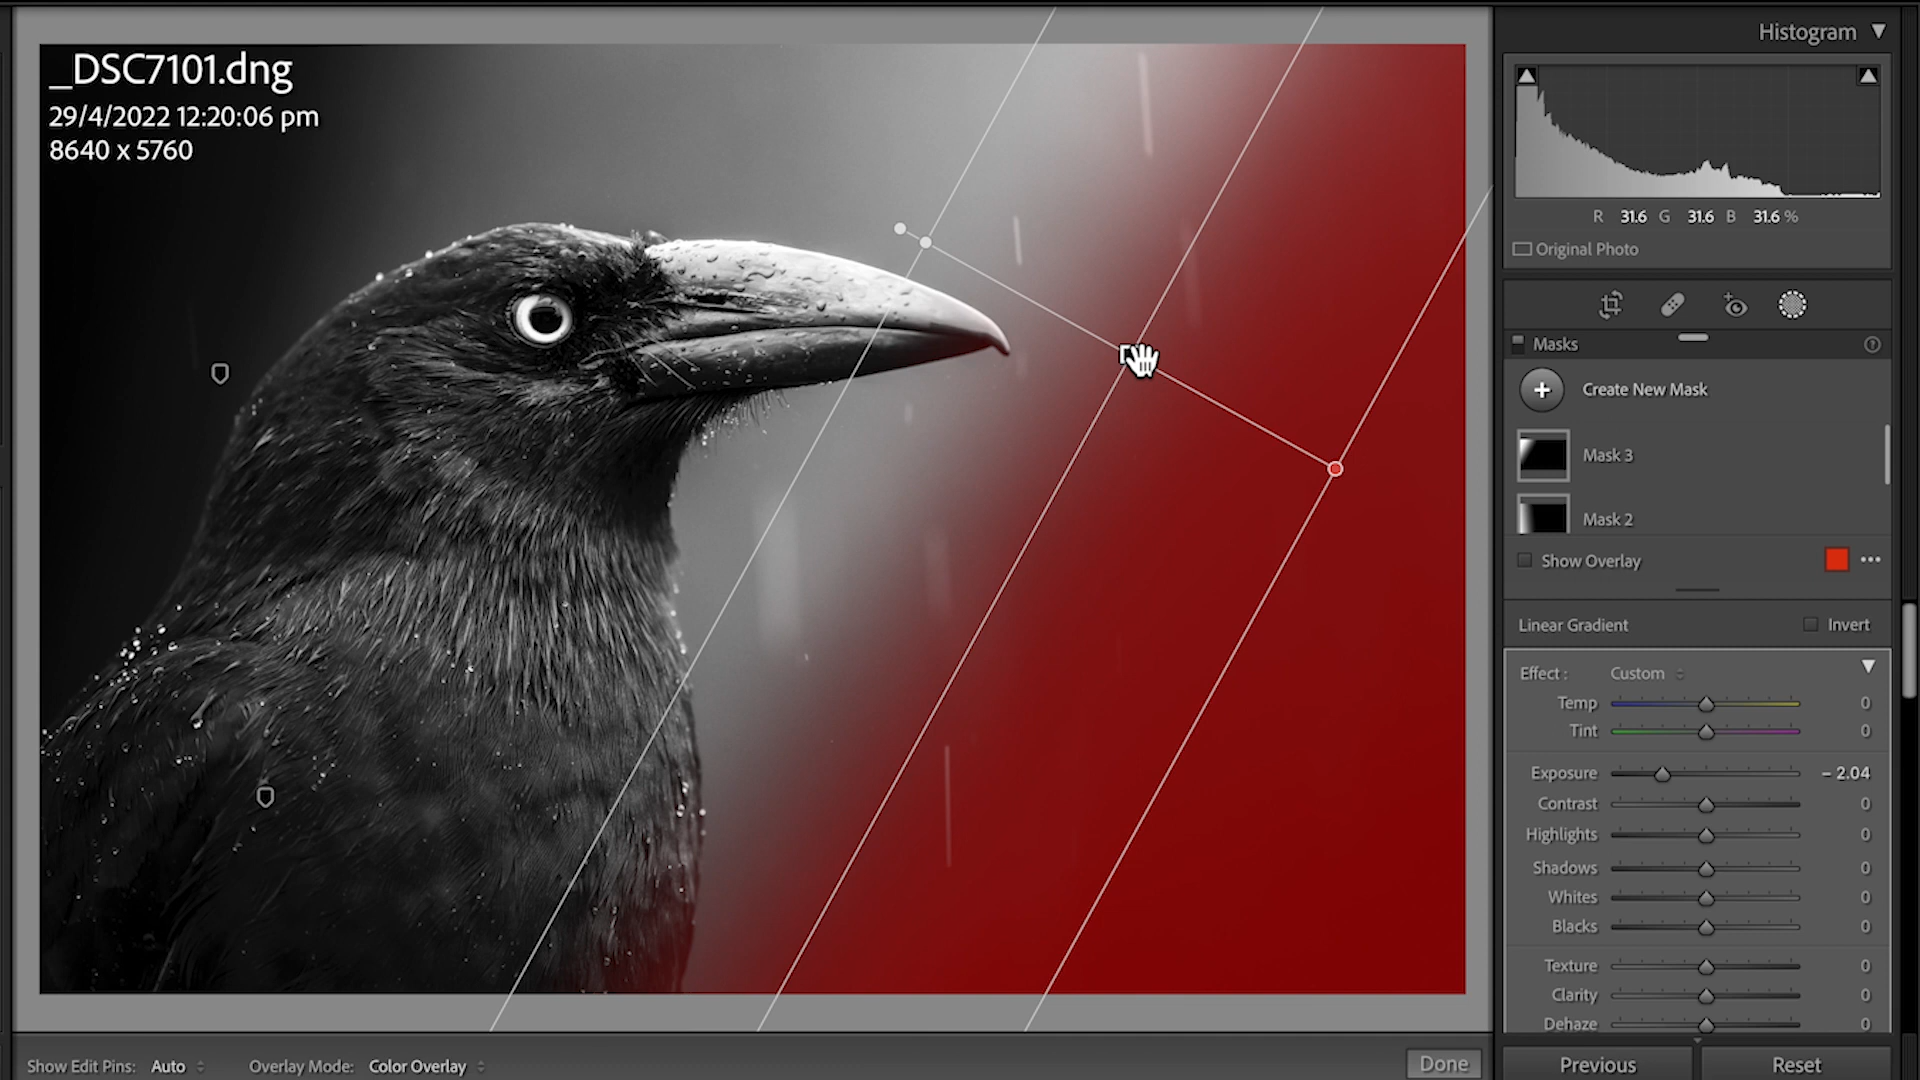 _DSC7101.dng
29/4/2022 12:20:06 pm
8640 x 5760
Histogram
R 31.6 G 31.6 B 31.6 %
Original Photo
Masks
Create New Mask
Mask 3
Mask 2
Show Overlay
Linear Gradient Invert
Effect : Custom
Temp 0
Tint 0
Exposure – 2.04
Contrast 0
Highlights 0
Shadows 0
Whites 0
Blacks 0
Texture 0
Clarity 0
Dehaze 0
Show Edit Pins: Auto Overlay Mode: Color Overlay Done
Previous Reset